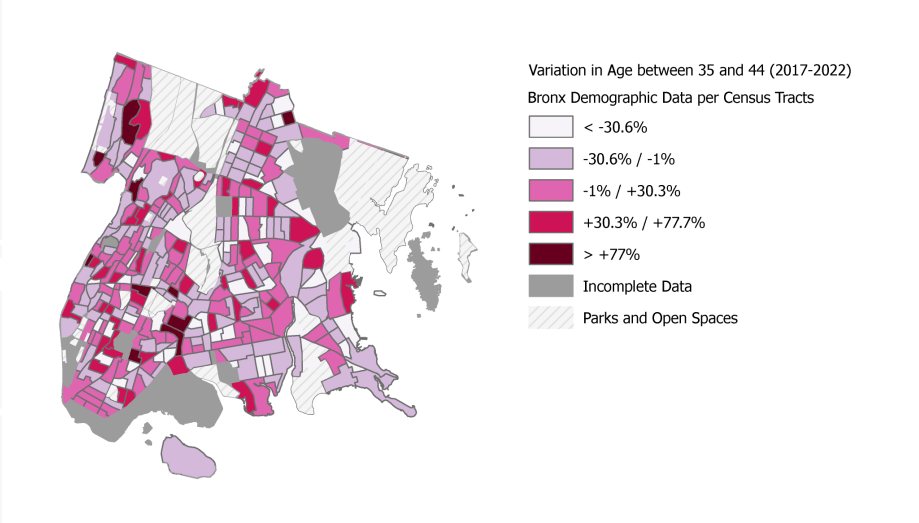 Variation in Age between 35 and 44 (2017-2022)
Bronx Demographic Data per Census Tracts
< -30.6%
-30.6% / -1%
-1% / +30.3%
+30.3% / +77.7%
> +77%
Incomplete Data
Parks and Open Spaces